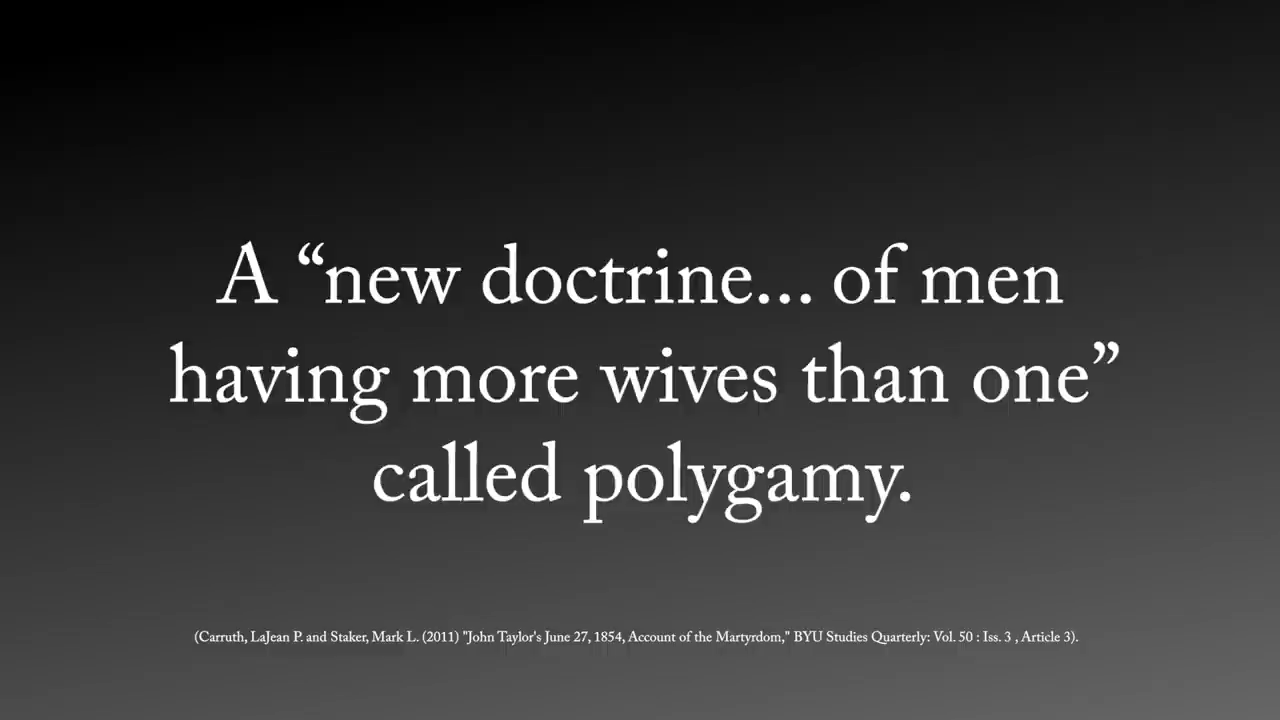 A “new doctrine... of men
having more wives than one”
called polygamy.
(Carruth, LaJean P. and Staker, Mark L. (2011) "John Taylor's June 27, 1854, Account of the Martyrdom," BYU Studies Quarterly: Vol. 50 : Iss. 3 , Article 3).